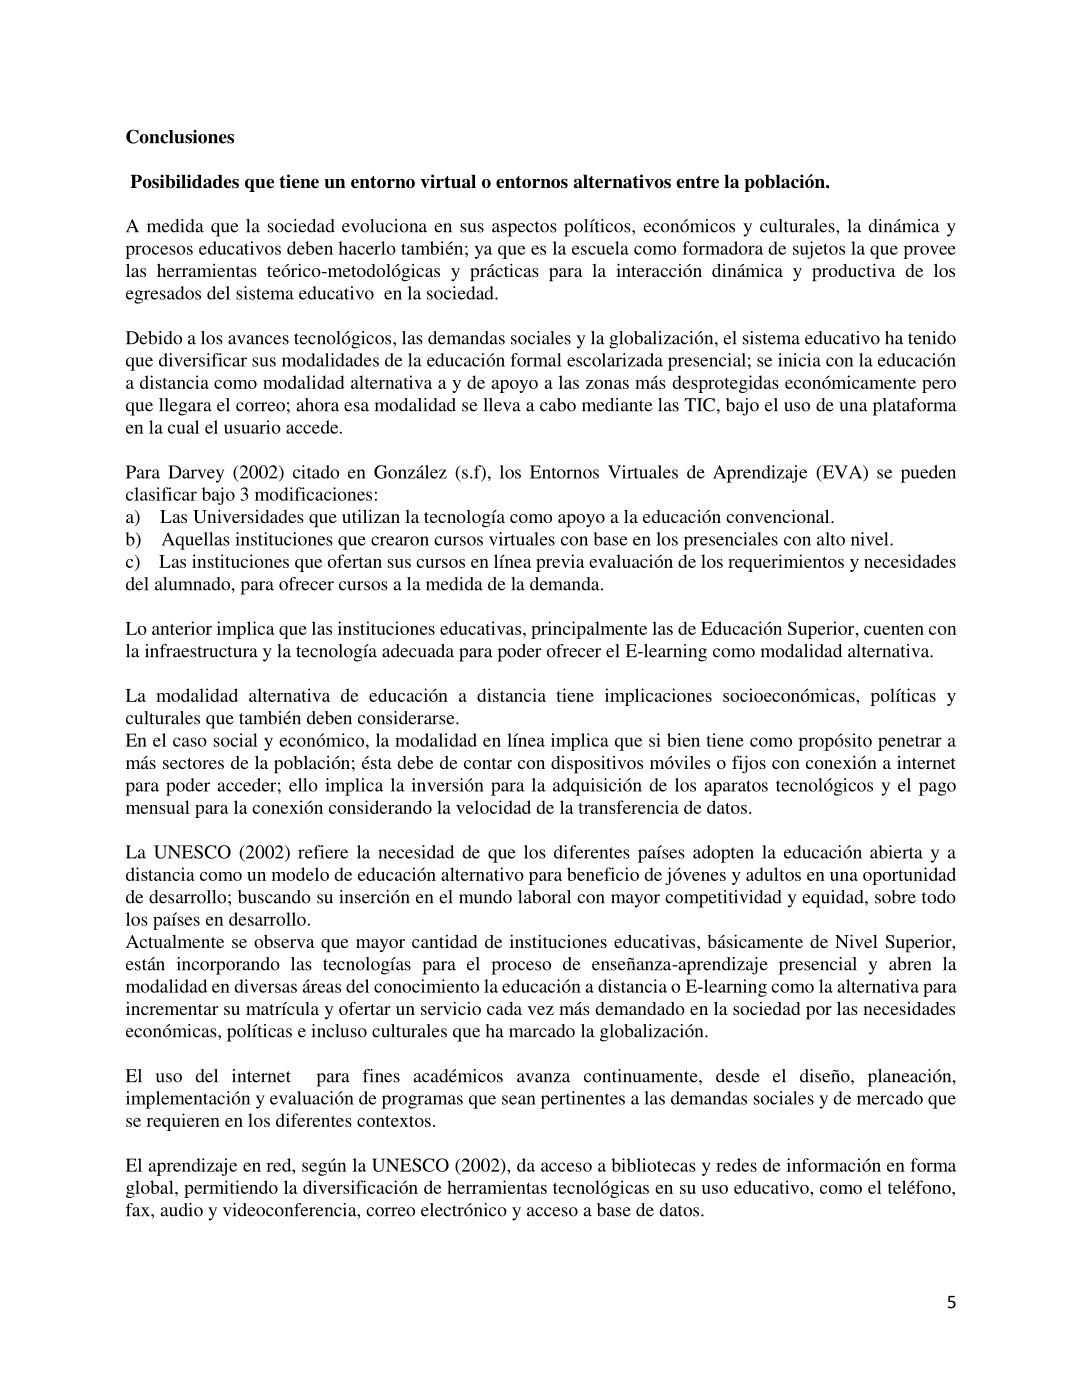 Conclusiones
Posibilidades que tiene un entorno virtual o entornos alternativos entre la población.
A medida que la sociedad evoluciona en sus aspectos políticos, económicos y culturales, la dinámica y
procesos educativos deben hacerlo también; ya que es la escuela como formadora de sujetos la que provee
las herramientas teórico-metodológicas y prácticas para la interacción dinámica y productiva de los
egresados del sistema educativo  en la sociedad.
Debido a los avances tecnológicos, las demandas sociales y la globalización, el sistema educativo ha tenido
que diversificar sus modalidades de la educación formal escolarizada presencial; se inicia con la educación
a distancia como modalidad alternativa a y de apoyo a las zonas más desprotegidas económicamente pero
que llegara el correo; ahora esa modalidad se lleva a cabo mediante las TIC, bajo el uso de una plataforma
en la cual el usuario accede.
Para Darvey (2002) citado en González (s.f), los Entornos Virtuales de Aprendizaje (EVA) se pueden
clasificar bajo 3 modificaciones:
a)    Las Universidades que utilizan la tecnología como apoyo a la educación convencional.
b)    Aquellas instituciones que crearon cursos virtuales con base en los presenciales con alto nivel.
c)    Las instituciones que ofertan sus cursos en línea previa evaluación de los requerimientos y necesidades
del alumnado, para ofrecer cursos a la medida de la demanda.
Lo anterior implica que las instituciones educativas, principalmente las de Educación Superior, cuenten con
la infraestructura y la tecnología adecuada para poder ofrecer el E-learning como modalidad alternativa.
La modalidad alternativa de educación a distancia tiene implicaciones socioeconómicas, políticas y
culturales que también deben considerarse.
En el caso social y económico, la modalidad en línea implica que si bien tiene como propósito penetrar a
más sectores de la población; ésta debe de contar con dispositivos móviles o fijos con conexión a internet
para poder acceder; ello implica la inversión para la adquisición de los aparatos tecnológicos y el pago
mensual para la conexión considerando la velocidad de la transferencia de datos.
La UNESCO (2002) refiere la necesidad de que los diferentes países adopten la educación abierta y a
distancia como un modelo de educación alternativo para beneficio de jóvenes y adultos en una oportunidad
de desarrollo; buscando su inserción en el mundo laboral con mayor competitividad y equidad, sobre todo
los países en desarrollo.
Actualmente se observa que mayor cantidad de instituciones educativas, básicamente de Nivel Superior,
están incorporando las tecnologías para el proceso de enseñanza-aprendizaje presencial y abren la
modalidad en diversas áreas del conocimiento la educación a distancia o E-learning como la alternativa para
incrementar su matrícula y ofertar un servicio cada vez más demandado en la sociedad por las necesidades
económicas, políticas e incluso culturales que ha marcado la globalización.
El uso del internet  para fines académicos avanza continuamente, desde el diseño, planeación,
implementación y evaluación de programas que sean pertinentes a las demandas sociales y de mercado que
se requieren en los diferentes contextos.
El aprendizaje en red, según la UNESCO (2002), da acceso a bibliotecas y redes de información en forma
global, permitiendo la diversificación de herramientas tecnológicas en su uso educativo, como el teléfono,
fax, audio y videoconferencia, correo electrónico y acceso a base de datos.
5